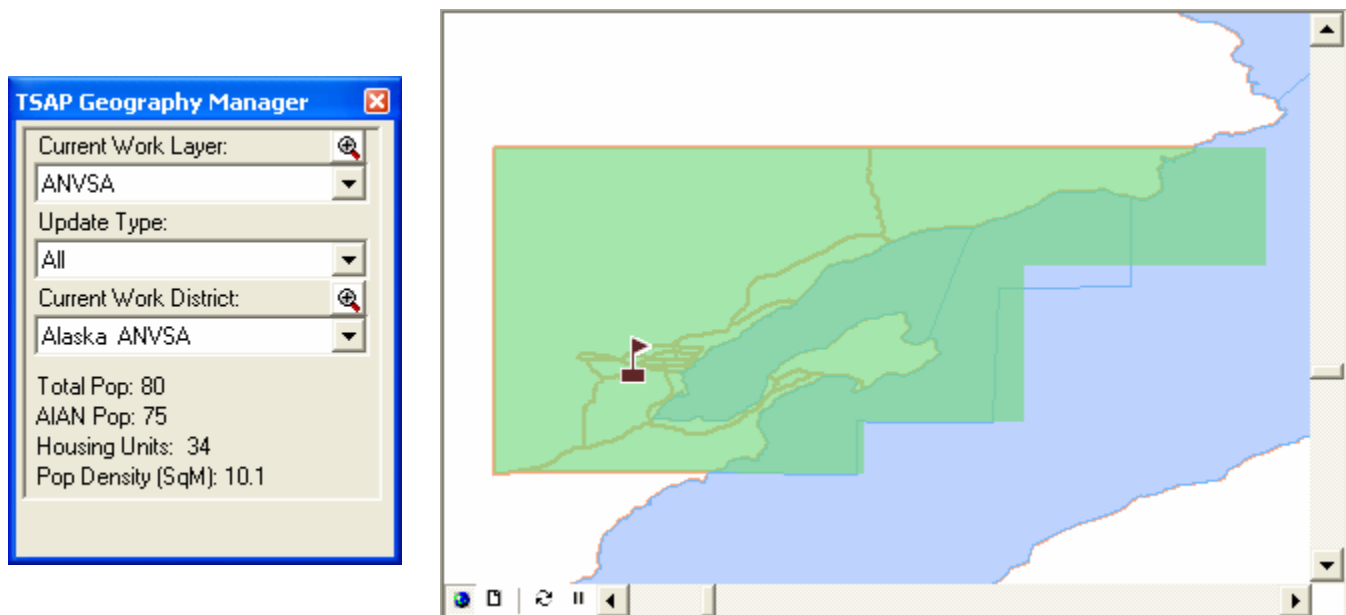 TSAP Geography Manager
Current Work Layer:
ANVSA
Update Type:
All
Current Work District:
Alaska ANVSA
Total Pop: 80
AIAN Pop: 75
Housing Units: 34
Pop Density (SqM): 10.1